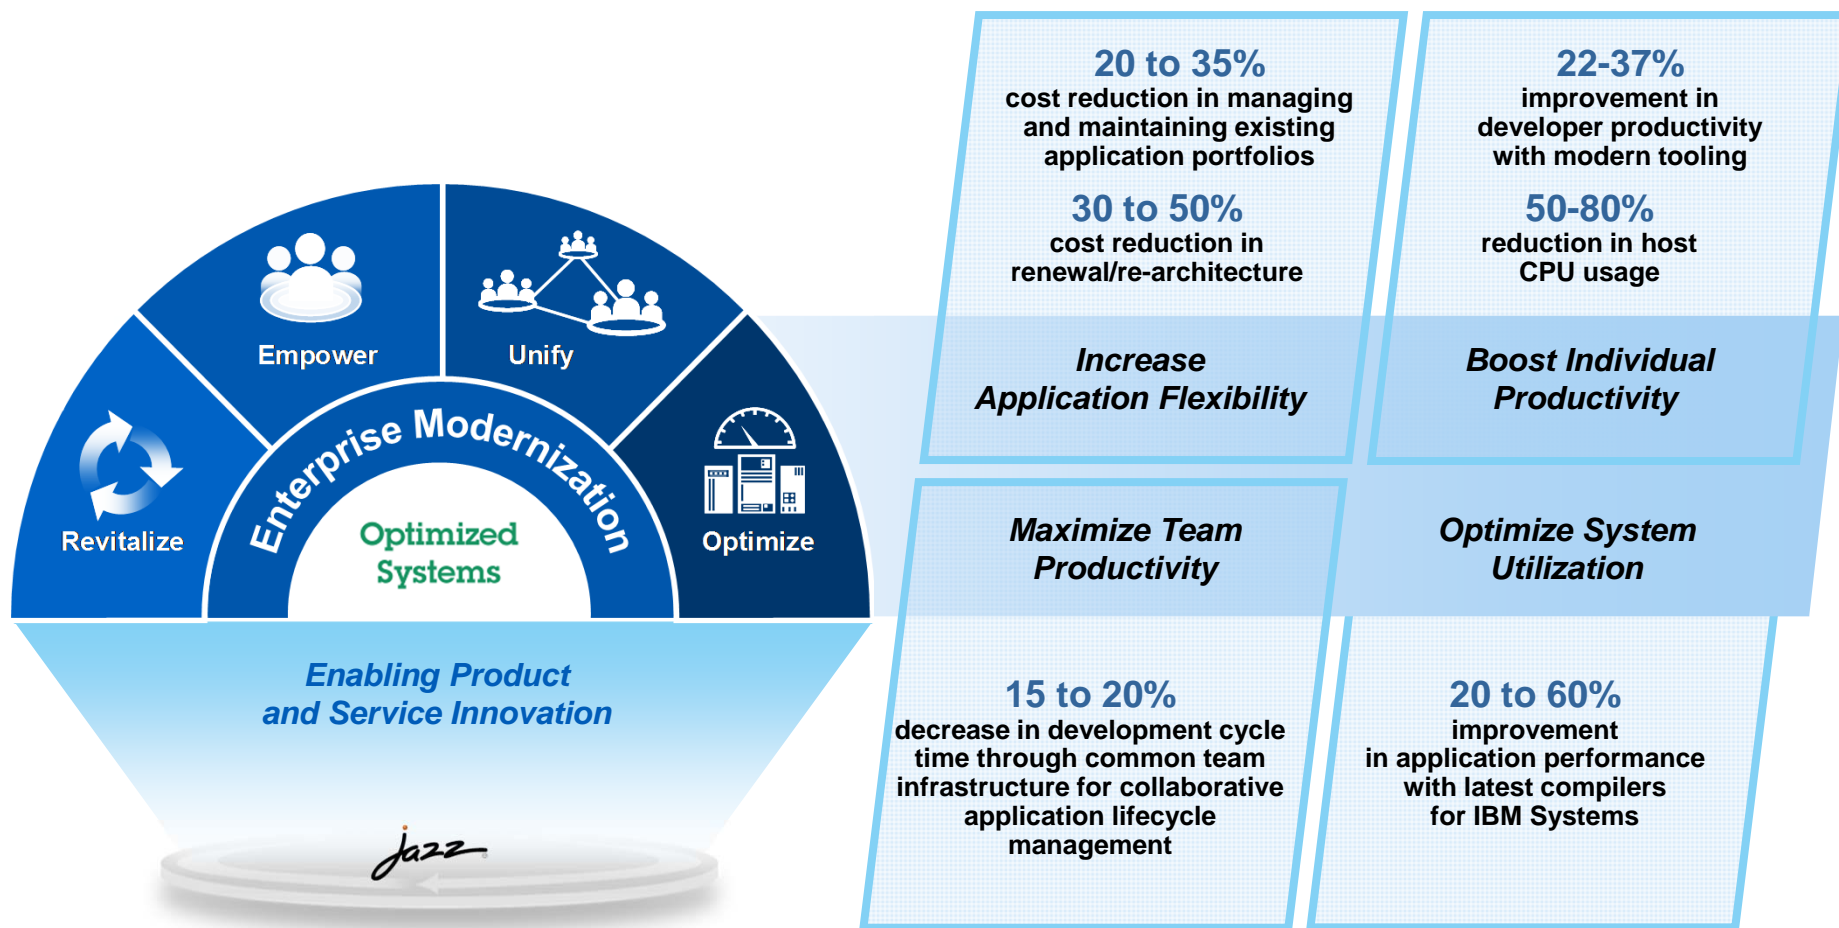 Revitalize
Empower
Unify
Optimize
Enterprise Modernization
Optimized
Systems
Enabling Product
and Service Innovation
jazz
20 to 35%
cost reduction in managing
and maintaining existing
application portfolios
30 to 50%
cost reduction in
renewal/re-architecture
Increase
Application Flexibility
22-37%
improvement in
developer productivity
with modern tooling
50-80%
reduction in host
CPU usage
Boost Individual
Productivity
Maximize Team
Productivity
15 to 20%
decrease in development cycle
time through common team
infrastructure for collaborative
application lifecycle
management
Optimize System
Utilization
20 to 60%
improvement
in application performance
with latest compilers
for IBM Systems